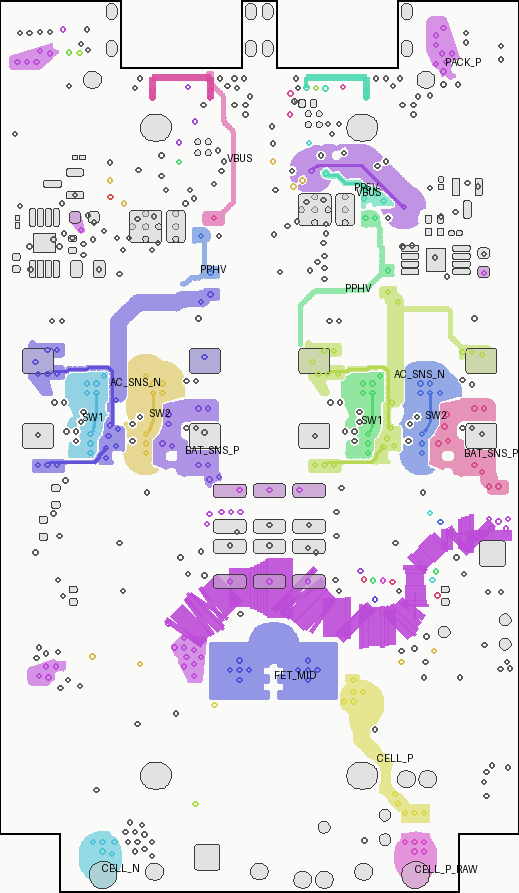 PACK_P
VBUS
PPHV
VBUS
PPHV
PPHV
AC_SNS_N
AC_SNS_N
SW1
SW2
SW1
SW2
BAT_SNS_P
BAT_SNS_P
FET_MID
CELL_P
CELL_N
CELL_P_RAW